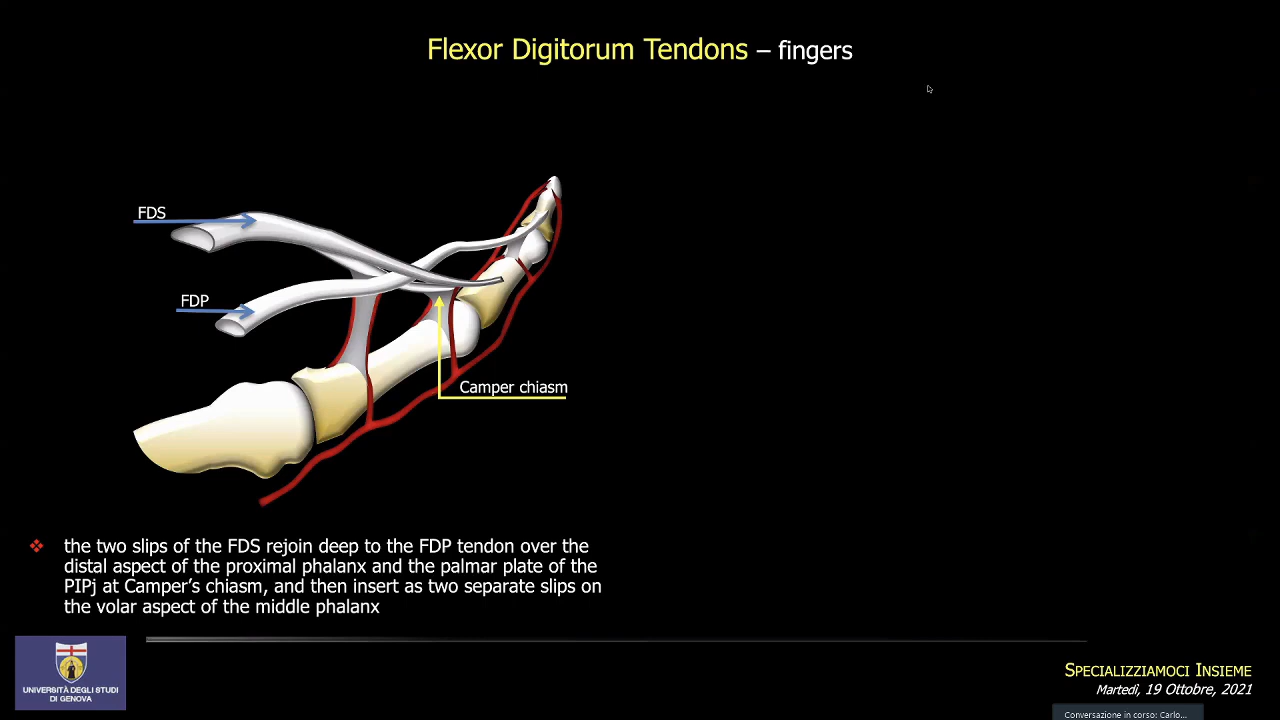 Flexor Digitorum Tendons – fingers
FDS
FDP
Camper chiasm
❖ the two slips of the FDS rejoin deep to the FDP tendon over the
distal aspect of the proximal phalanx and the palmar plate of the
PIPj at Camper's chiasm, and then insert as two separate slips on
the volar aspect of the middle phalanx
UNIVERSITÀ DEGLI STUDI
DI GENOVA
SPECIALIZZIAMOCI INSIEME
Martedì, 19 Ottobre, 2021
Conversazione in corso: Carlo...